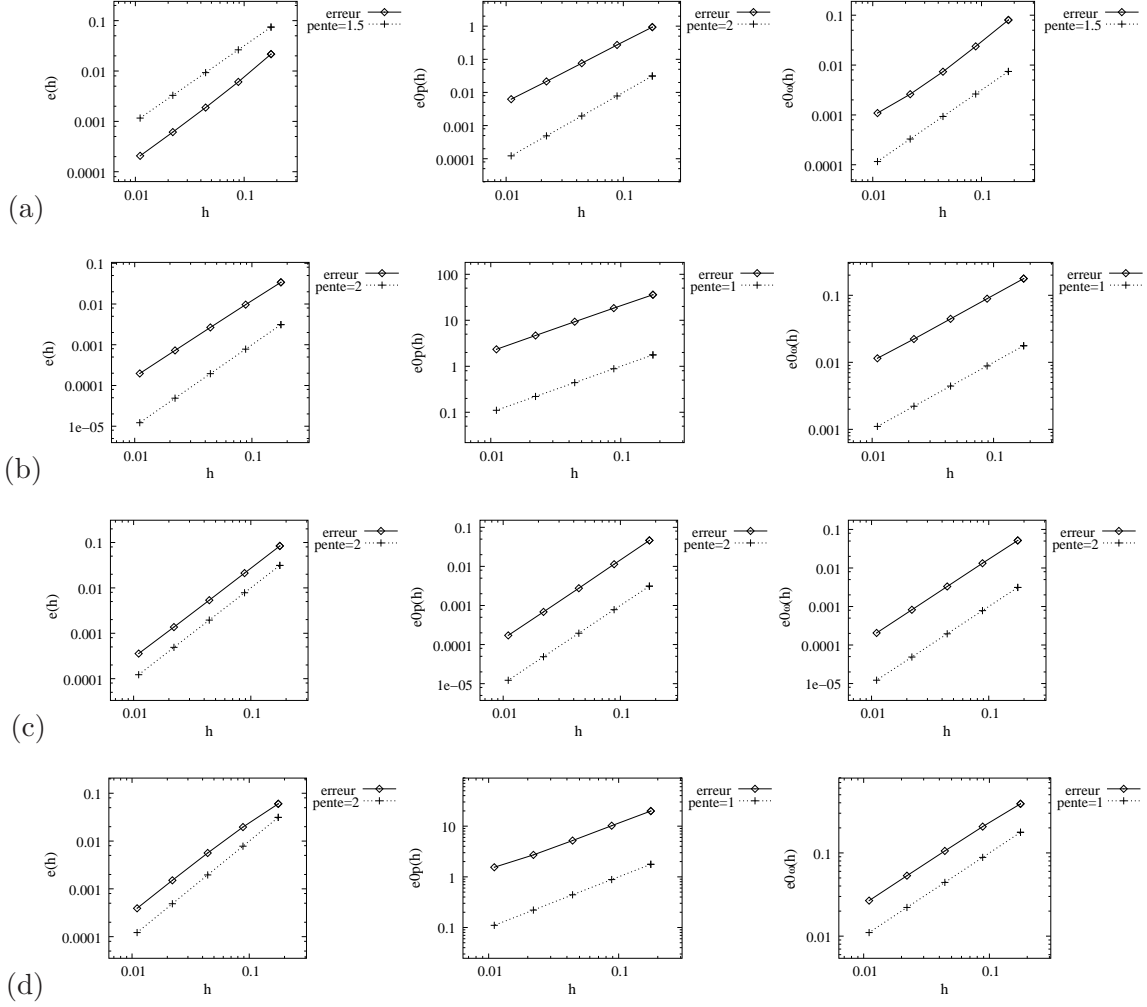 erreur
pente=1.5
0.1
0.01
0.001
0.0001
0.01
0.1
e(h)
h
erreur
pente=2
1
0.1
0.01
0.001
0.0001
0.01
0.1
e0p(h)
h
erreur
pente=1.5
0.1
0.01
0.001
0.0001
0.01
0.1
e0ω(h)
h
(a)
erreur
pente=2
0.1
0.01
0.001
0.0001
1e−05
0.01
0.1
e(h)
h
erreur
pente=1
100
10
1
0.1
0.01
0.1
e0p(h)
h
erreur
pente=1
0.1
0.01
0.001
0.01
0.1
e0ω(h)
h
(b)
erreur
pente=2
0.1
0.01
0.001
0.0001
0.01
0.1
e(h)
h
erreur
pente=2
0.1
0.01
0.001
0.0001
1e−05
0.01
0.1
e0p(h)
h
erreur
pente=2
0.1
0.01
0.001
0.0001
1e−05
0.01
0.1
e0ω(h)
h
(c)
erreur
pente=2
0.1
0.01
0.001
0.0001
0.01
0.1
e(h)
h
erreur
pente=1
10
1
0.1
0.01
0.1
e0p(h)
h
erreur
pente=1
0.1
0.01
0.01
0.1
e0ω(h)
h
(d)